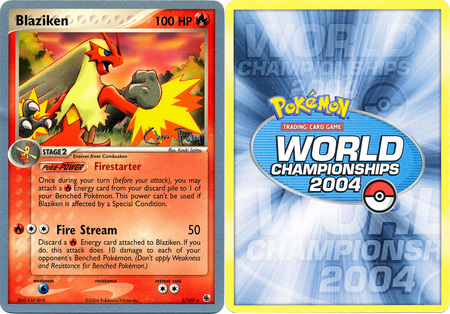 Blaziken 100 HP
STAGE 2 Evolves from Combusken
Illus. Kouki Saitou
Poké-POWER Firestarter
Once during your turn (before your attack), you may
attach a Energy card from your discard pile to 1 of
your Benched Pokémon. This power can't be used if
Blaziken is affected by a Special Condition.
Fire Stream 50
Discard a Energy card attached to Blaziken. If you
do, this attack does 10 damage to each of your
opponent's Benched Pokémon. (Don't apply Weakness
and Resistance for Benched Pokémon.)
weakness resistance retreat cost
©2004 Pokémon/Nintendo
3/109
WORLD
CHAMPIONSHIPS
2004
Pokémon
TRADING CARD GAME
WORLD
CHAMPIONSHIPS
2004
WOR
CHAMPIONSH
2004